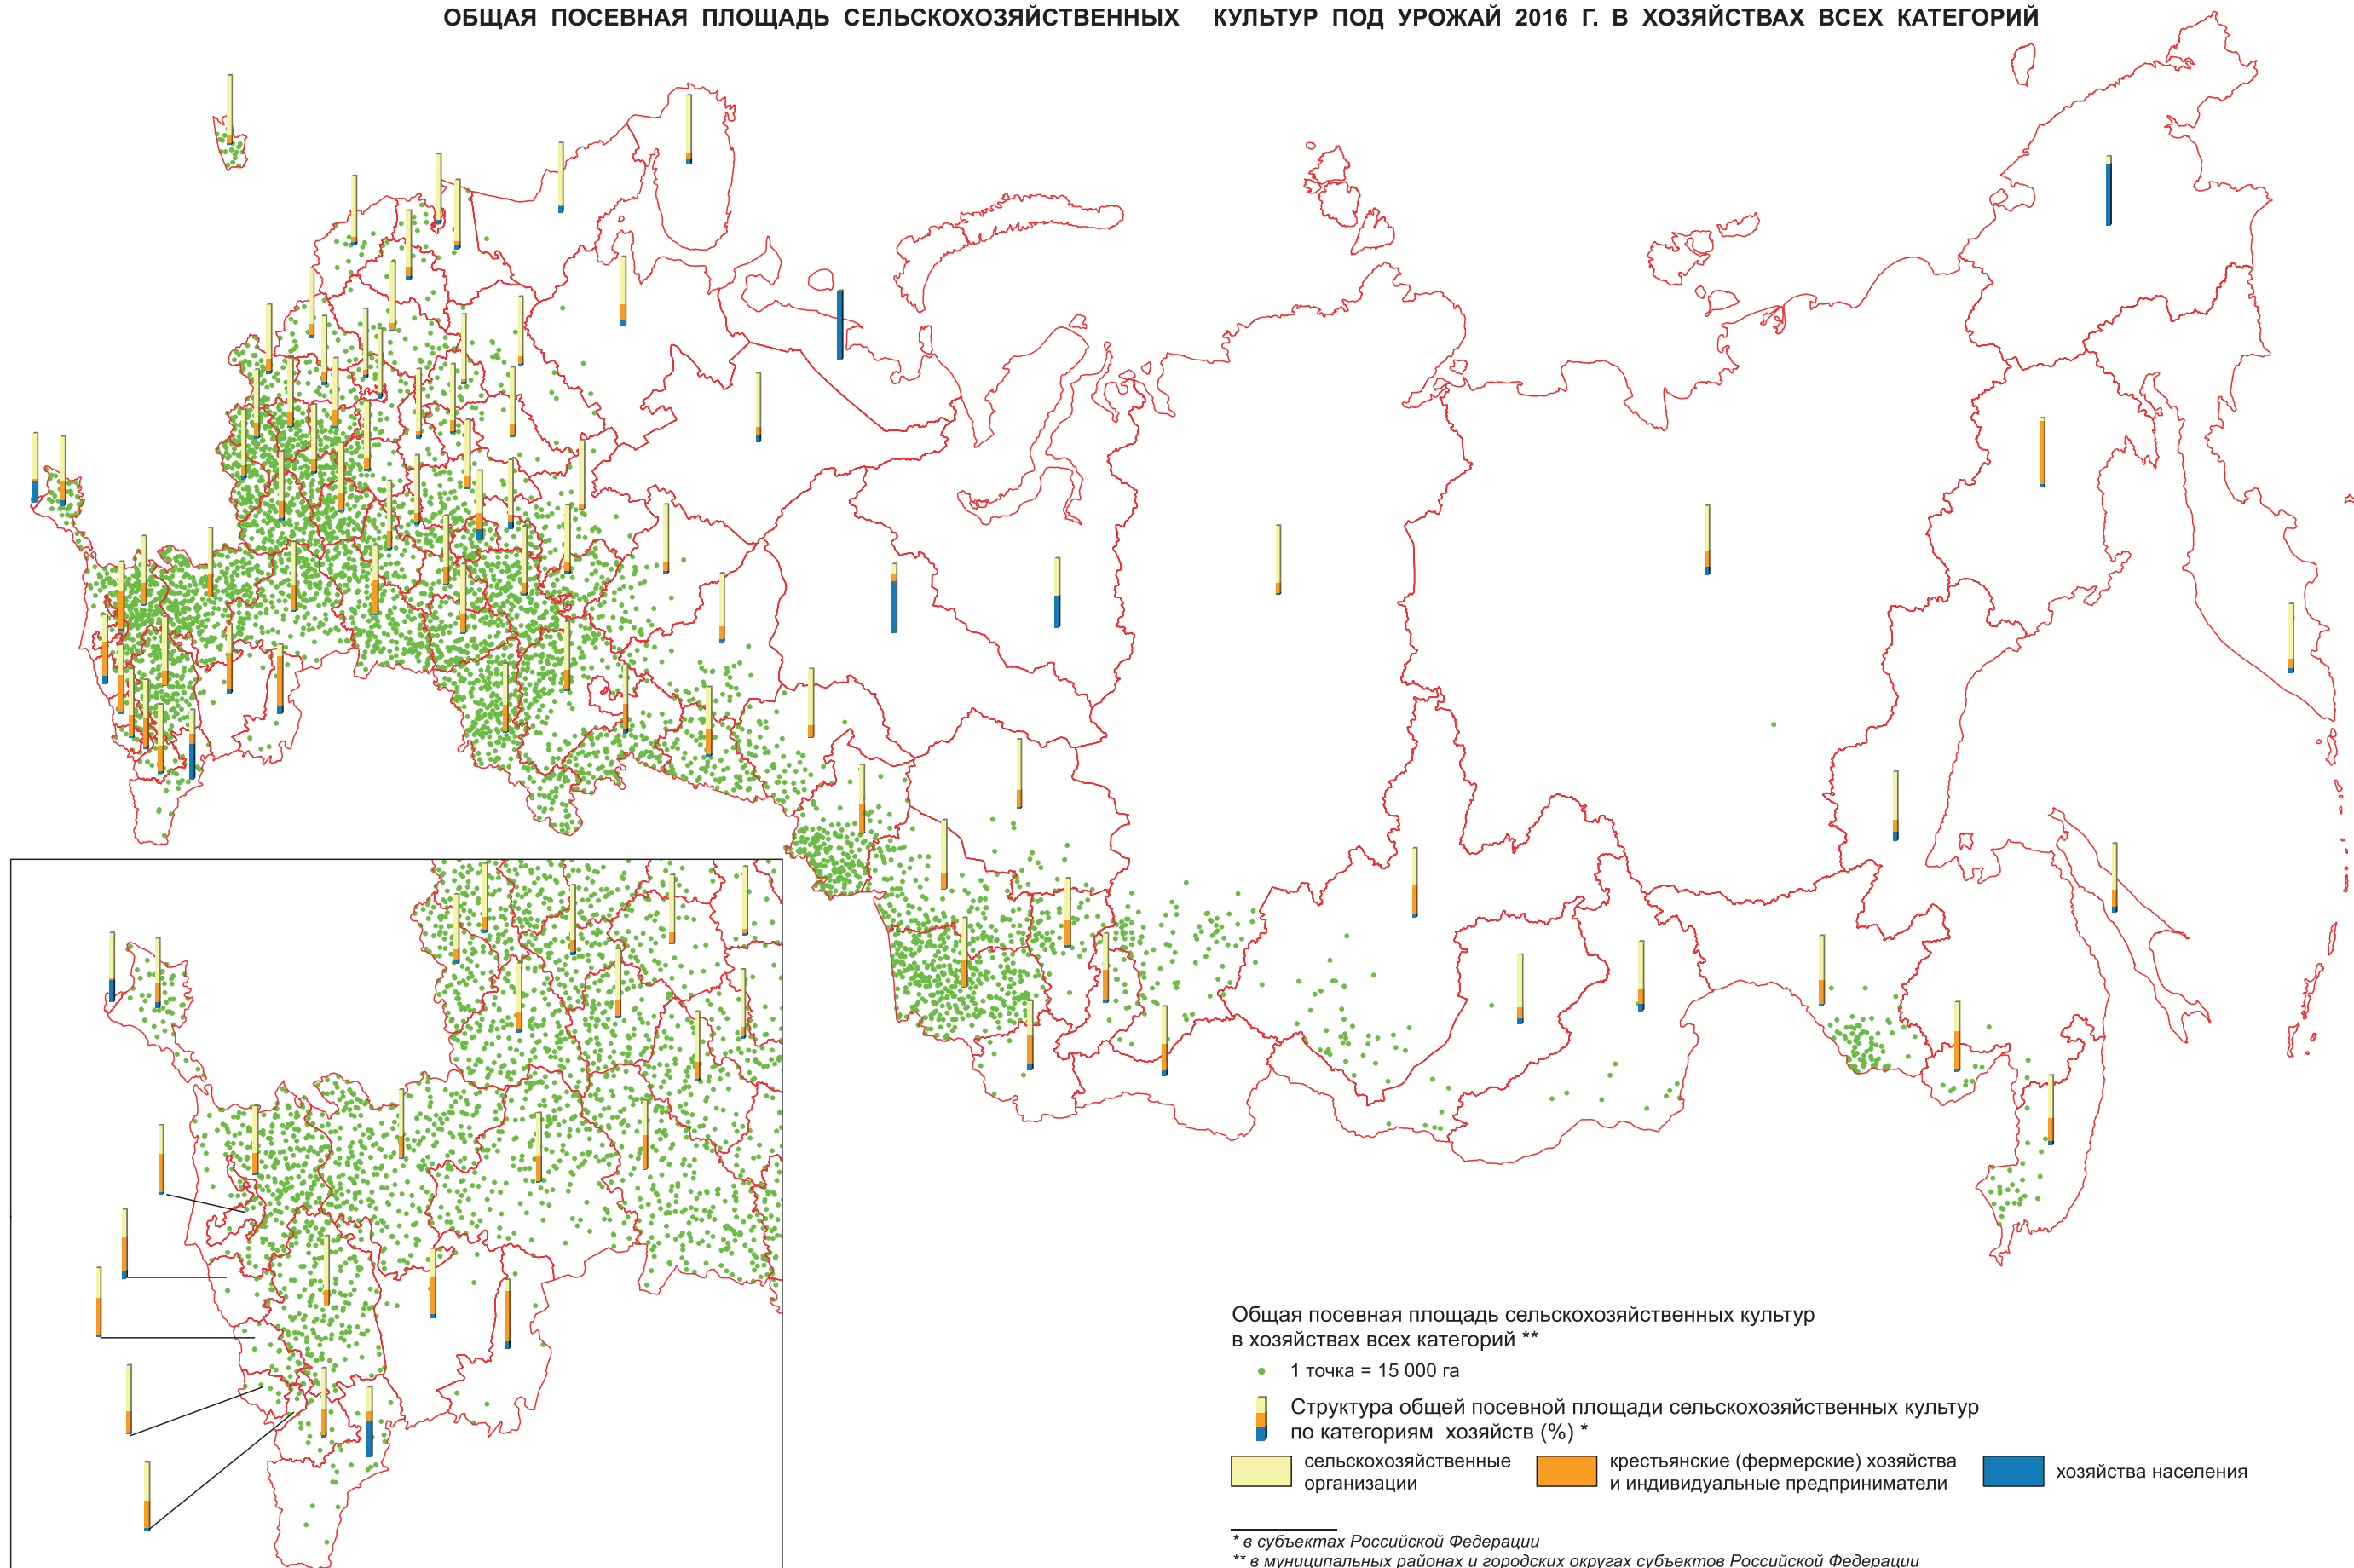 ОБЩАЯ ПОСЕВНАЯ ПЛОЩАДЬ СЕЛЬСКОХОЗЯЙСТВЕННЫХ КУЛЬТУР ПОД УРОЖАЙ 2016 Г. В ХОЗЯЙСТВАХ ВСЕХ КАТЕГОРИЙ
Общая посевная площадь сельскохозяйственных культур
в хозяйствах всех категорий **
1 точка = 15 000 га
Структура общей посевной площади сельскохозяйственных культур
по категориям хозяйств (%) *
сельскохозяйственные
организации
крестьянские (фермерские) хозяйства
и индивидуальные предприниматели
хозяйства населения
* в субъектах Российской Федерации
** в муниципальных районах и городских округах субъектов Российской Федерации